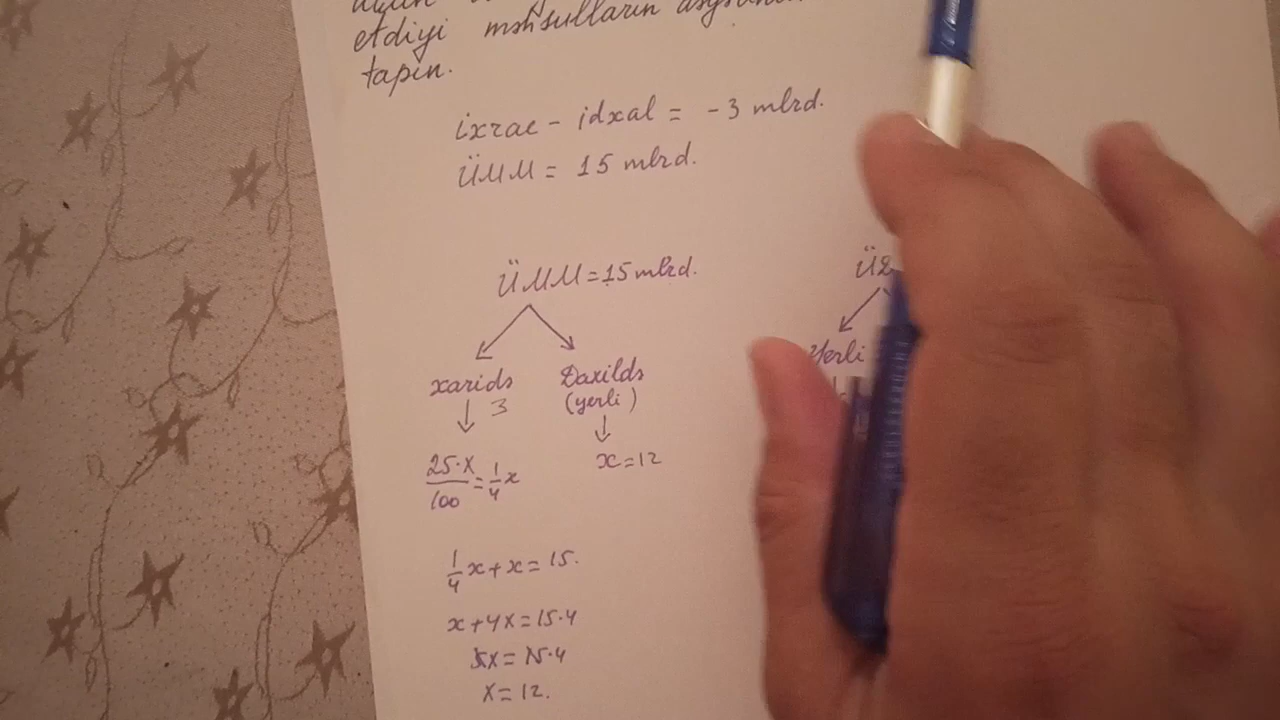 etdiyi məhsulların
tapın.
ixrac - idxal = -3 mlrd.
ÜMM = 15 mlrd.
ÜMM = 15 mlrd.
xaricdə Daxildə
3 (yerli)
25·x/100 = 1/4 x x = 12
1/4 x + x = 15.
x + 4x = 15·4
5x = 15·4
x = 12.
Yerli